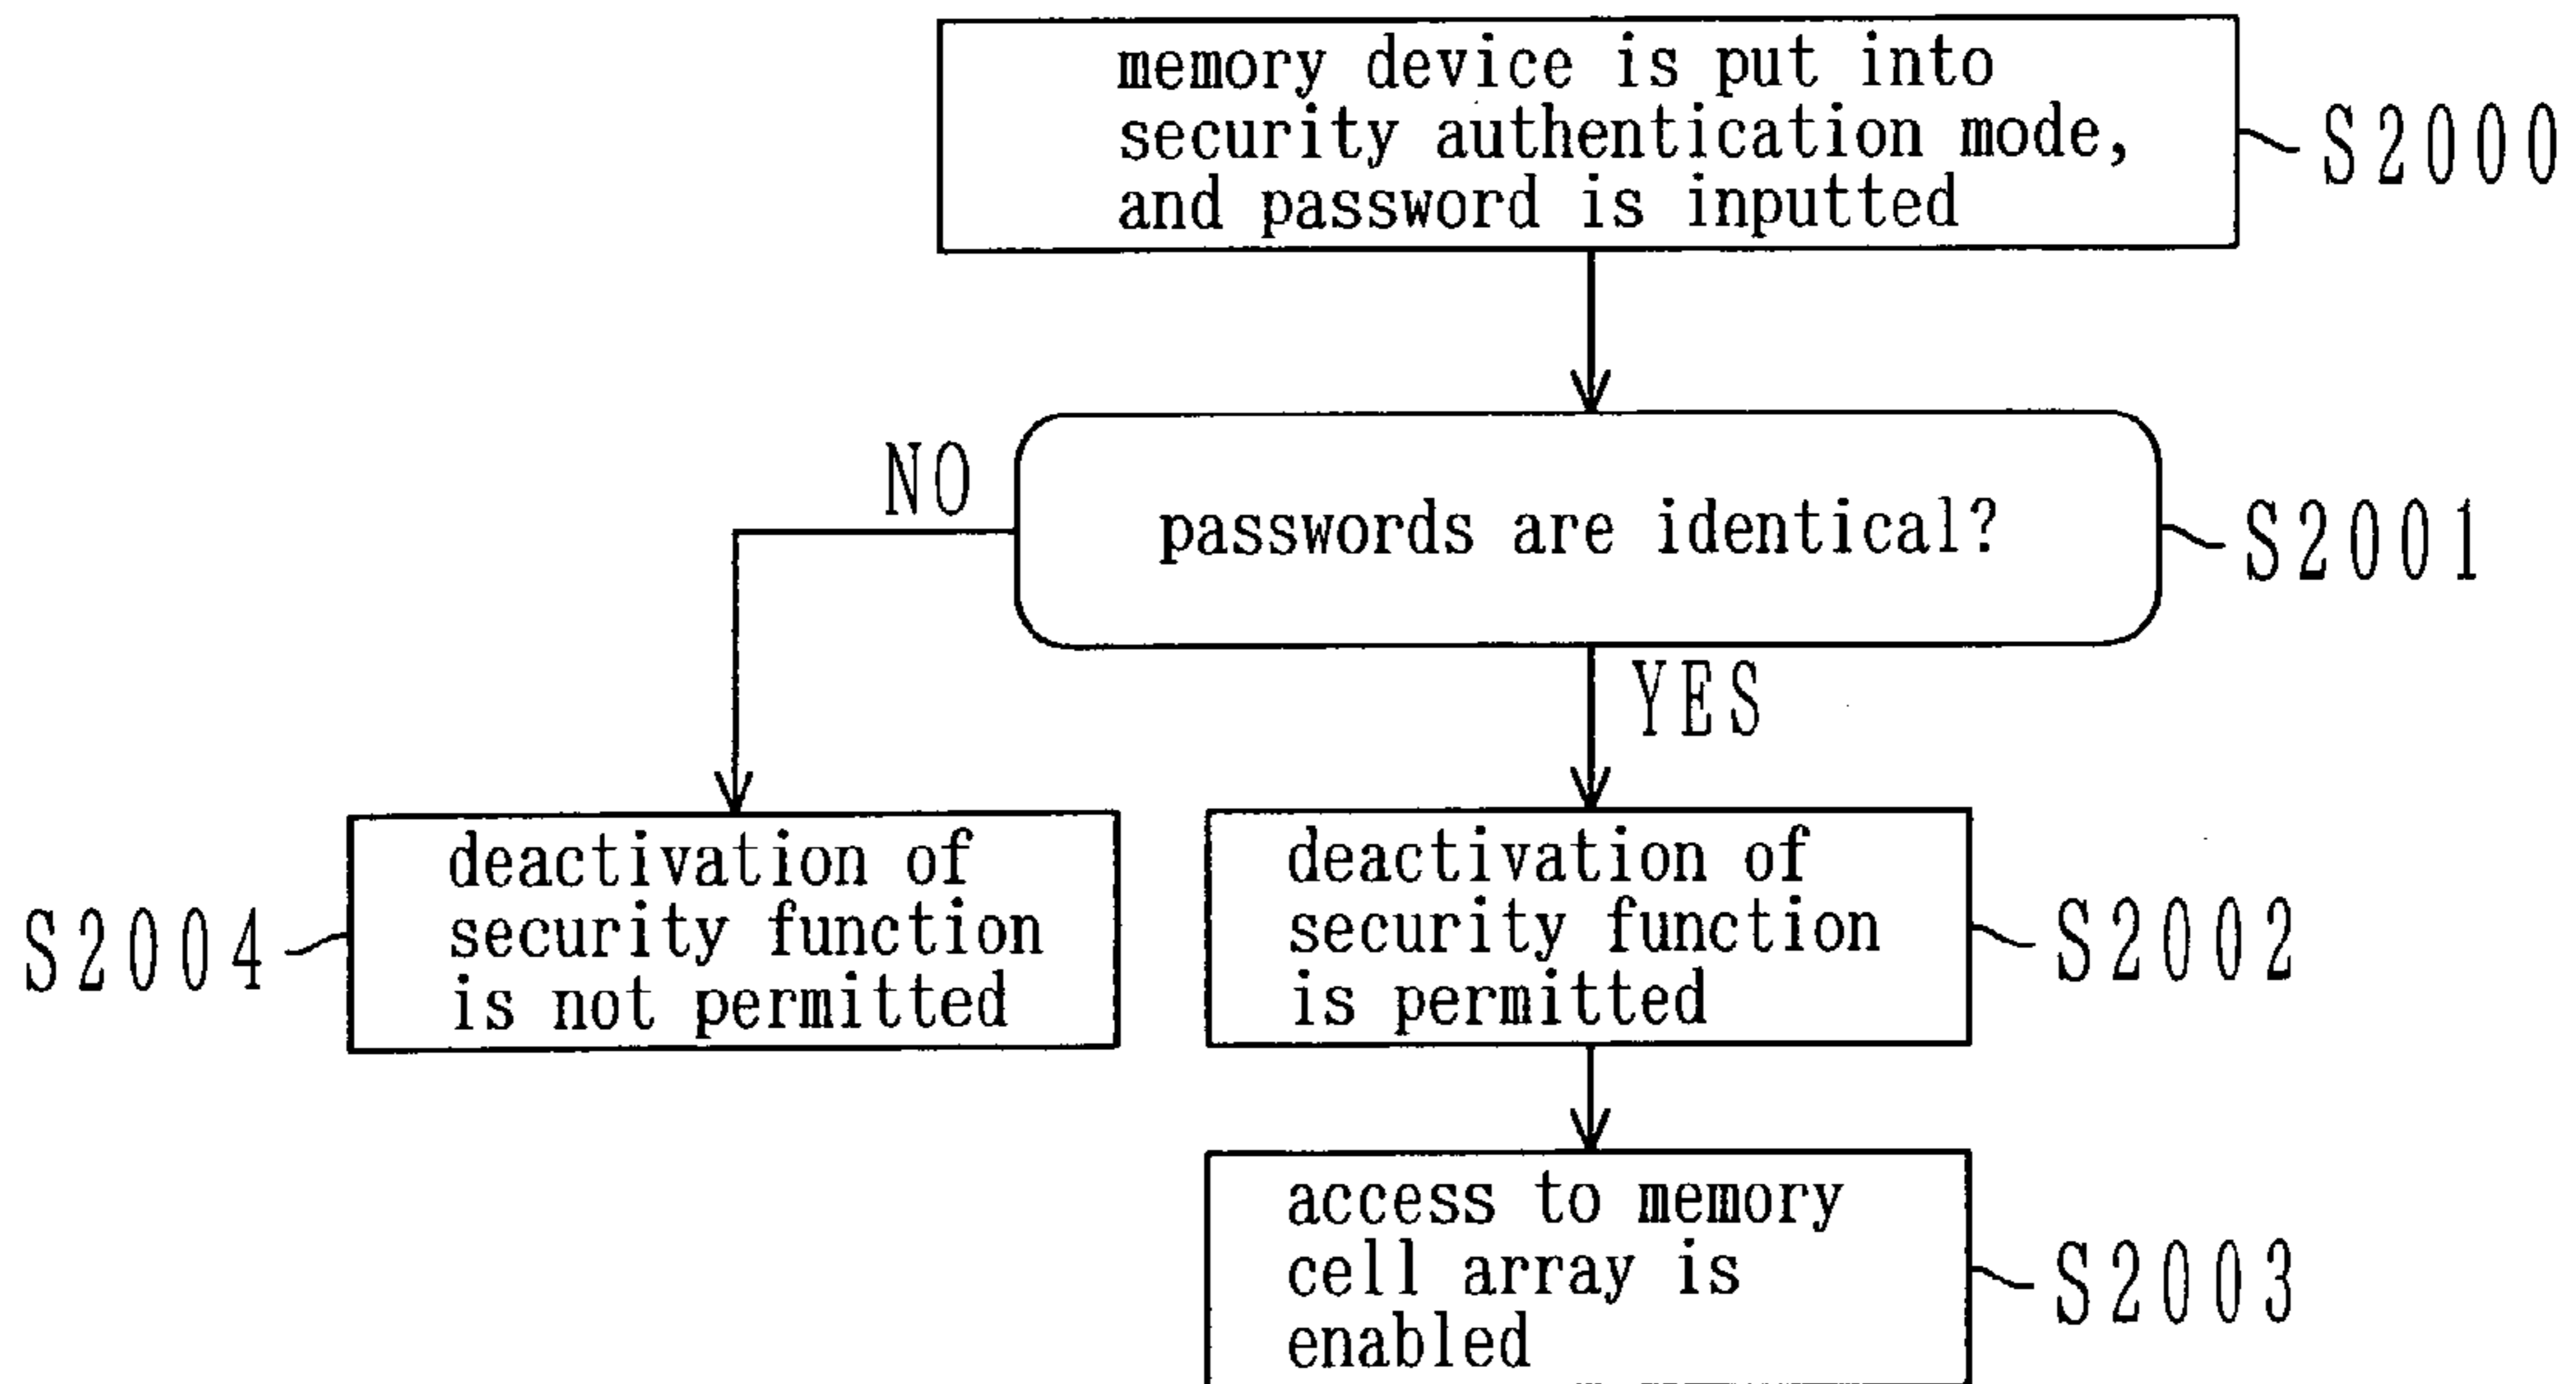 memory device is put into
security authentication mode,
and password is inputted
S2000
NO
passwords are identical?
S2001
YES
S2004
deactivation of
security function
is not permitted
deactivation of
security function
is permitted
S2002
access to memory
cell array is
enabled
S2003